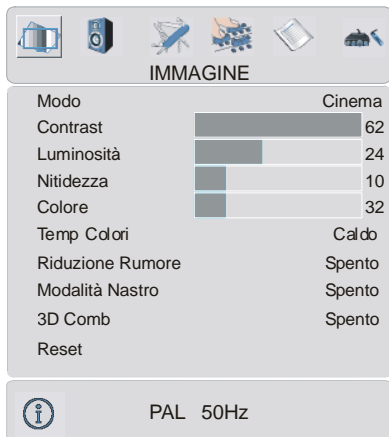 IMMAGINE
Modo Cinema
Contrast 62
Luminosità 24
Nitidezza 10
Colore 32
Temp Colori Caldo
Riduzione Rumore Spento
Modalità Nastro Spento
3D Comb Spento
Reset
PAL 50Hz